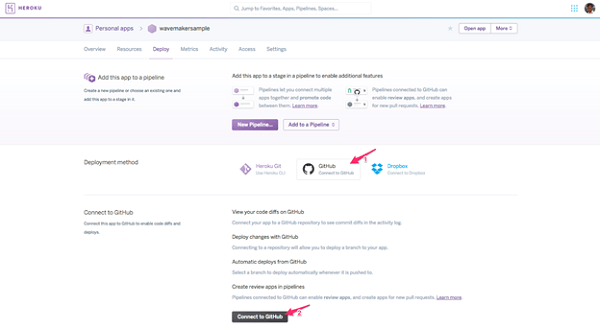 HEROKU
Jump to Favorites, Apps, Pipelines, Spaces...
Personal apps
wavemakersample
Open app
More
Overview
Resources
Deploy
Metrics
Activity
Access
Settings
Add this app to a pipeline
Create a new pipeline or choose an existing one and
add this app to a stage in it.
Add this app to a stage in a pipeline to enable additional features
Pipelines let you connect multiple
apps together and promote code
between them. Learn more.
Pipelines connected to GitHub
can enable review apps, and create apps
for new pull requests. Learn more.
New Pipeline...
Add to a Pipeline
Deployment method
Heroku Git
Use Heroku CLI
GitHub
Connect to GitHub
1
Dropbox
Connect to Dropbox
Connect to GitHub
Connect this app to GitHub to enable code diffs and
deploys.
View your code diffs on GitHub
Connect your app to a GitHub repository to see commit diffs in the activity log.
Deploy changes with GitHub
Connecting to a repository will allow you to deploy a branch to your app.
Automatic deploys from GitHub
Select a branch to deploy automatically whenever it is pushed to.
Create review apps in pipelines
Pipelines connected to GitHub can enable review apps, and create apps for new pull requests. Learn more.
Connect to GitHub
2